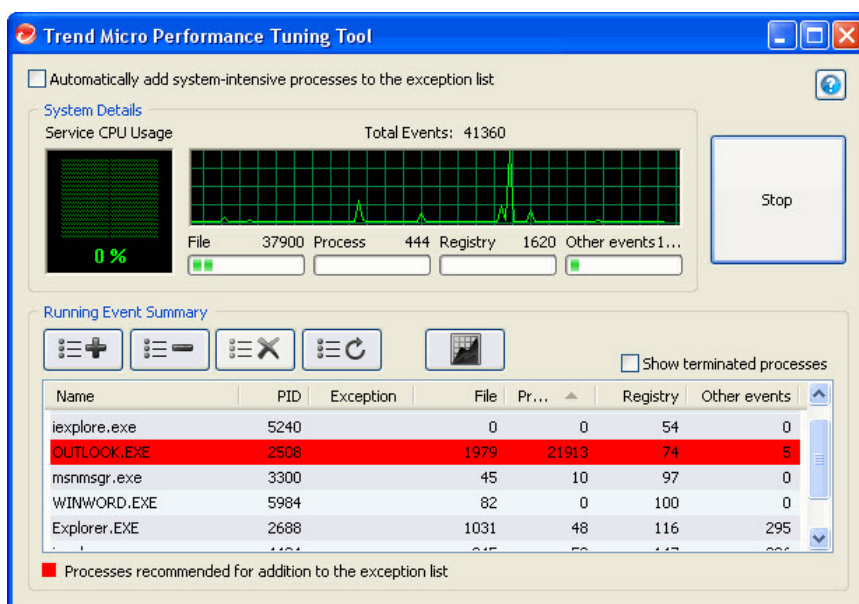 Trend Micro Performance Tuning Tool
Automatically add system-intensive processes to the exception list
System Details
Service CPU Usage
Total Events: 41360
0 %
File 37900 Process 444 Registry 1620 Other events1...
Stop
Running Event Summary
Show terminated processes
Name PID Exception File Pr... Registry Other events
iexplore.exe 5240 0 0 54 0
OUTLOOK.EXE 2508 1979 21913 74 5
msnmsgr.exe 3300 45 10 97 0
WINWORD.EXE 5984 82 0 100 0
Explorer.EXE 2688 1031 48 116 295
Processes recommended for addition to the exception list